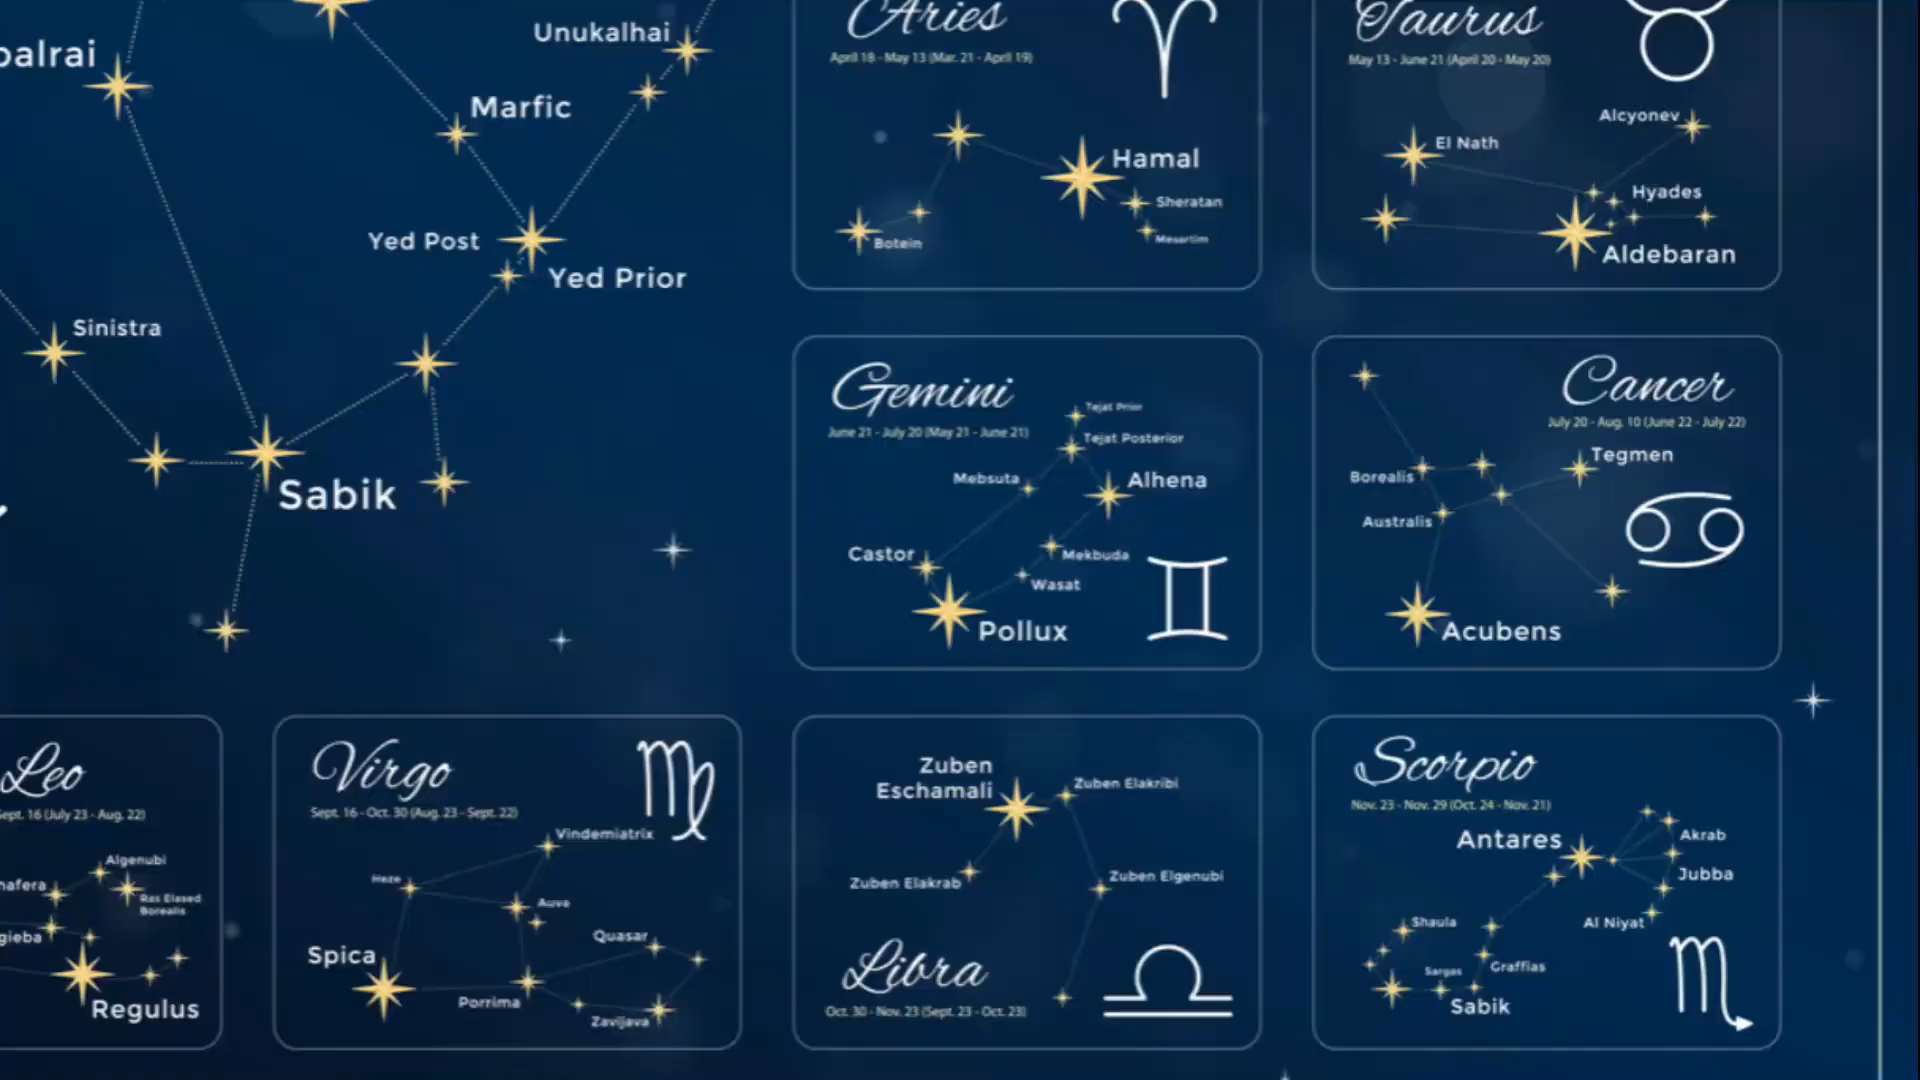 Unukalhai
balrai
Marfic
Yed Post
Yed Prior
Sinistra
Sabik
Aries
April 18 - May 13 (Mar. 21 - April 19)
Hamal
Sheratan
Mesartim
Botein
Taurus
May 13 - June 21 (April 20 - May 20)
Alcyonev
El Nath
Hyades
Aldebaran
Gemini
June 21 - July 20 (May 21 - June 21)
Tejat Prior
Tejat Posterior
Mebsuta
Alhena
Castor
Mekbuda
Wasat
Pollux
Cancer
July 20 - Aug. 10 (June 22 - July 22)
Tegmen
Borealis
Australis
Acubens
Leo
Sept. 16 (July 23 - Aug. 22)
Algenubi
hafera
Ras Elased
Borealis
gieba
Regulus
Virgo
Sept. 16 - Oct. 30 (Aug. 23 - Sept. 22)
Vindemiatrix
Heze
Auva
Quasar
Spica
Porrima
Zavijava
Zuben
Eschamali
Zuben Elakribi
Zuben Elakrab
Zuben Elgenubi
Libra
Oct. 30 - Nov. 23 (Sept. 23 - Oct. 23)
Scorpio
Nov. 23 - Nov. 29 (Oct. 24 - Nov. 21)
Antares
Akrab
Jubba
Al Niyat
Shaula
Graffias
Sargas
Sabik